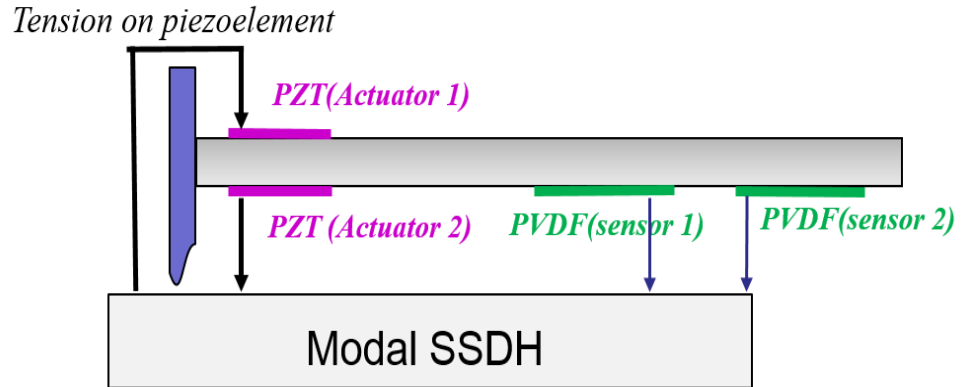 Tension on piezoelement
PZT(Actuator 1)
PZT (Actuator 2)
PVDF(sensor 1)
PVDF(sensor 2)
Modal SSDH